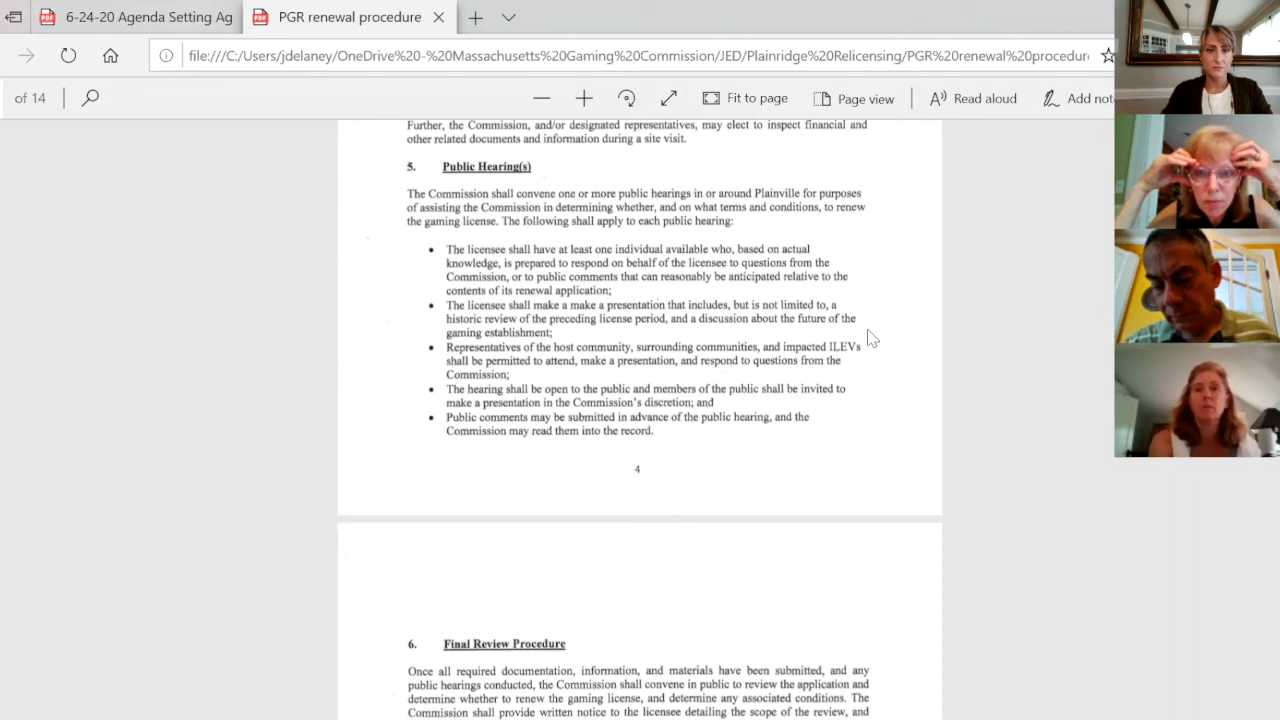 6-24-20 Agenda Setting Ag
PGR renewal procedure
file:///C:/Users/jdelaney/OneDrive%20-%20Massachusetts%20Gaming%20Commission/JED/Plainridge%20Relicensing/PGR%20renewal%20procedur
of 14
Fit to page
Page view
Read aloud
Add not
Further, the Commission, and/or designated representatives, may elect to inspect financial and
other related documents and information during a site visit.
5. Public Hearing(s)
The Commission shall convene one or more public hearings in or around Plainville for purposes
of assisting the Commission in determining whether, and on what terms and conditions, to renew
the gaming license. The following shall apply to each public hearing:
• The licensee shall have at least one individual available who, based on actual
knowledge, is prepared to respond on behalf of the licensee to questions from the
Commission, or to public comments that can reasonably be anticipated relative to the
contents of its renewal application;
• The licensee shall make a make a presentation that includes, but is not limited to, a
historic review of the preceding license period, and a discussion about the future of the
gaming establishment;
• Representatives of the host community, surrounding communities, and impacted ILEVs
shall be permitted to attend, make a presentation, and respond to questions from the
Commission;
• The hearing shall be open to the public and members of the public shall be invited to
make a presentation in the Commission's discretion; and
• Public comments may be submitted in advance of the public hearing, and the
Commission may read them into the record.
4
6. Final Review Procedure
Once all required documentation, information, and materials have been submitted, and any
public hearings conducted, the Commission shall convene in public to review the application and
determine whether to renew the gaming license, and determine any associated conditions. The
Commission shall provide written notice to the licensee detailing the scope of the review, and